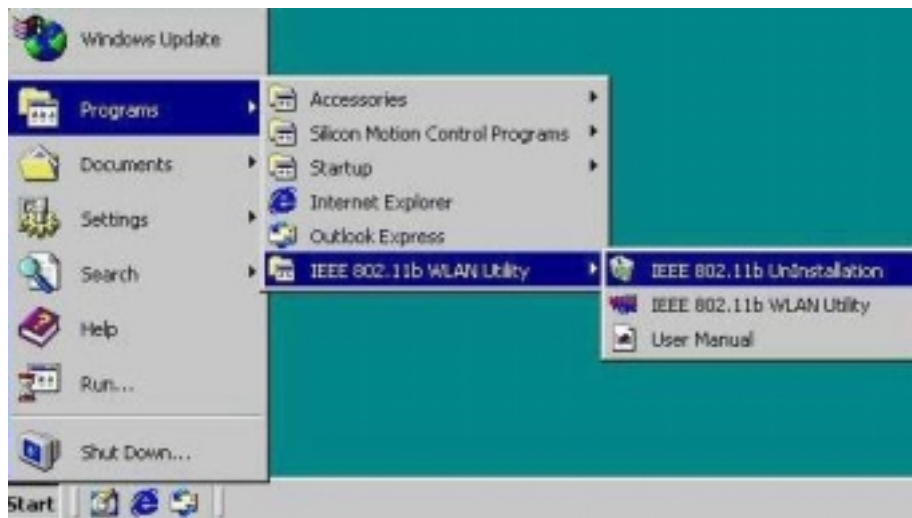 Windows Update
Programs
Documents
Settings
Search
Help
Run...
Shut Down...
Accessories
Silicon Motion Control Programs
Startup
Internet Explorer
Outlook Express
IEEE 802.11b WLAN Utility
IEEE 802.11b UnInstallation
IEEE 802.11b WLAN Utility
User Manual
Start